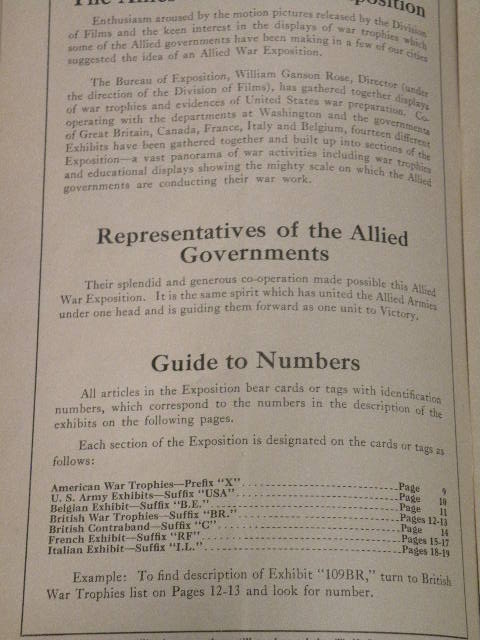 The Allied War Exposition
Enthusiasm aroused by the motion pictures released by the Division
of Films and the keen interest in the displays of war trophies which
some of the Allied governments have been making in a few of our cities
suggested the idea of an Allied War Exposition.
The Bureau of Exposition, William Ganson Rose, Director (under
the direction of the Division of Films), has gathered together displays
of war trophies and evidences of United States war preparation. Co-
operating with the departments at Washington and the governments
of Great Britain, Canada, France, Italy and Belgium, fourteen different
Exhibits have been gathered together and built up into sections of the
Exposition—a vast panorama of war activities including war trophies
and educational displays showing the mighty scale on which the Allied
governments are conducting their war work.
Representatives of the Allied
Governments
Their splendid and generous co-operation made possible this Allied
War Exposition. It is the same spirit which has united the Allied Armies
under one head and is guiding them forward as one unit to Victory.
Guide to Numbers
All articles in the Exposition bear cards or tags with identification
numbers, which correspond to the numbers in the description of the
exhibits on the following pages.
Each section of the Exposition is designated on the cards or tags as
follows:
American War Trophies—Prefix "X" Page 9
U. S. Army Exhibits—Suffix "USA" Page 10
Belgian Exhibit—Suffix "B.E." Page 11
British War Trophies—Suffix "BR." Pages 12-13
British Contraband—Suffix "C" Page 14
French Exhibit—Suffix "RF" Pages 15-17
Italian Exhibit—Suffix "I.I." Pages 18-19
Example: To find description of Exhibit "109BR," turn to British
War Trophies list on Pages 12-13 and look for number.